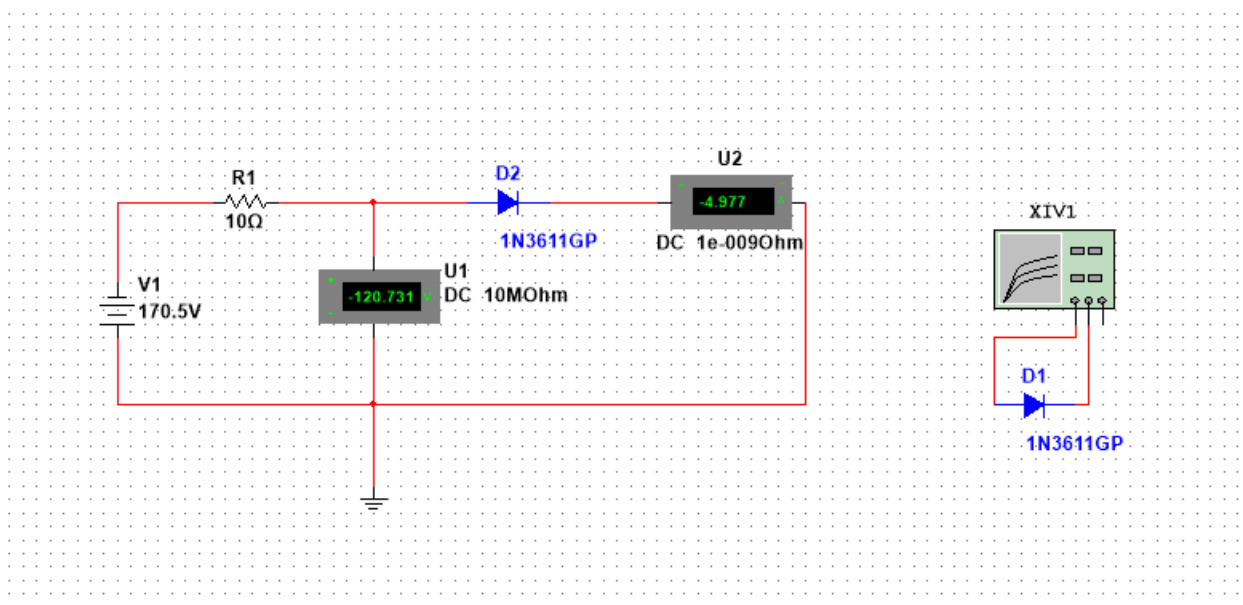 U2
D2
R1
-4.977 A
10Ω
XIV1
1N3611GP
DC 1e-009Ohm
U1
V1
-120.731 V
DC 10MOhm
170.5V
D1
1N3611GP